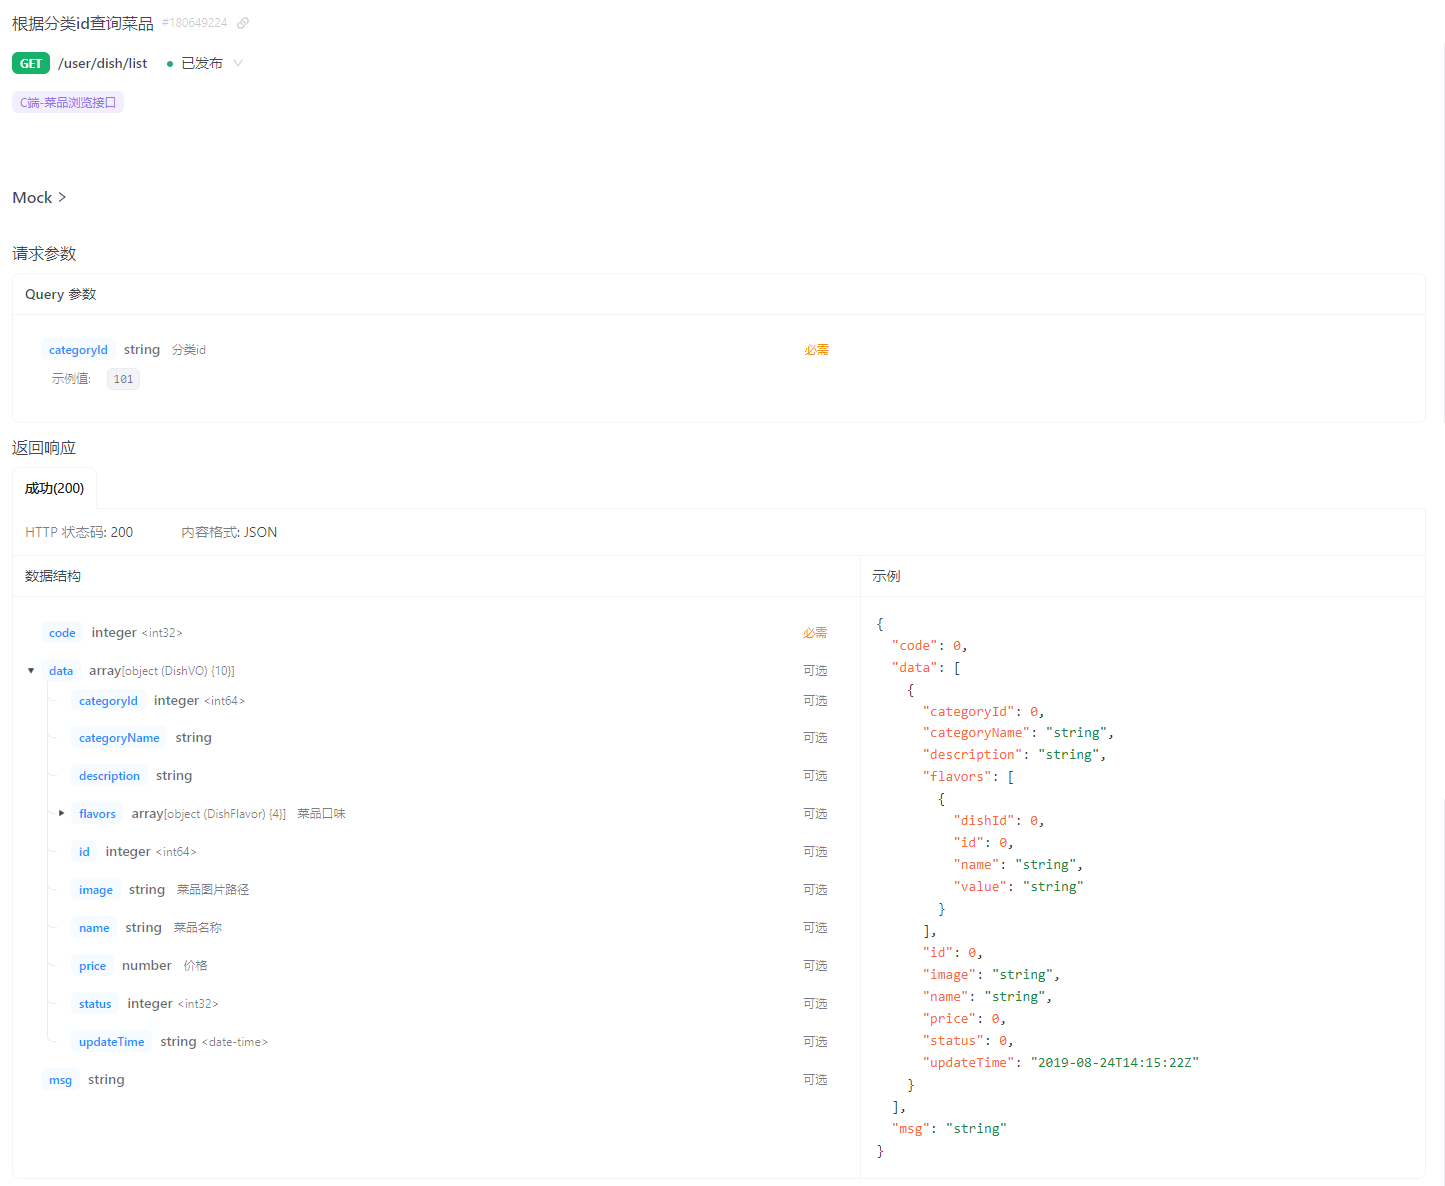 根据分类id查询菜品 #180649224
GET /user/dish/list 已发布
C端-菜品浏览接口
Mock >
请求参数
Query 参数
categoryId string 分类id 必需
示例值: 101
返回响应
成功(200)
HTTP 状态码: 200 内容格式: JSON
数据结构
code integer <int32> 必需
data array[object (DishVO) {10}] 可选
categoryId integer <int64> 可选
categoryName string 可选
description string 可选
flavors array[object (DishFlavor) {4}] 菜品口味 可选
id integer <int64> 可选
image string 菜品图片路径 可选
name string 菜品名称 可选
price number 价格 可选
status integer <int32> 可选
updateTime string <date-time> 可选
msg string 可选
示例
{
"code": 0,
"data": [
{
"categoryId": 0,
"categoryName": "string",
"description": "string",
"flavors": [
{
"dishId": 0,
"id": 0,
"name": "string",
"value": "string"
}
],
"id": 0,
"image": "string",
"name": "string",
"price": 0,
"status": 0,
"updateTime": "2019-08-24T14:15:22Z"
}
],
"msg": "string"
}